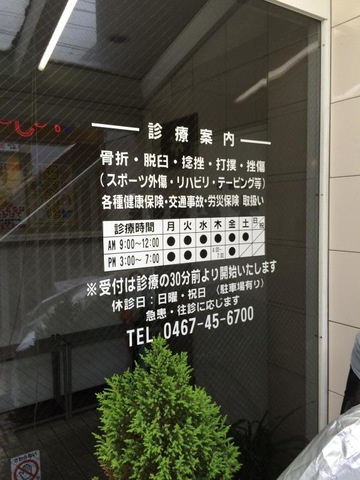 診療案内
骨折・脱臼・捻挫・打撲・挫傷
(スポーツ外傷・リハビリ・テーピング等)
各種健康保険・交通事故・労災保険 取扱い
診療時間 月 火 水 木 金 土 日/祝
AM 9:00~12:00 ● ● ● ● ● ●
PM 3:00~7:00 ● ● ● ●
※受付は診療の30分前より開始いたします
休診日:日曜・祝日 (駐車場有り)
急患・往診に応じます
TEL 0467-45-6700